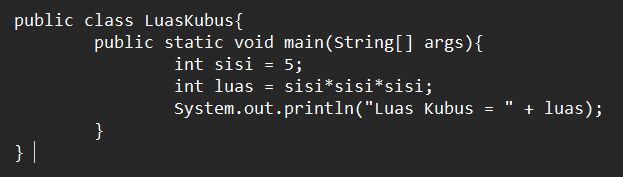 public class LuasKubus{
        public static void main(String[] args){
                int sisi = 5;
                int luas = sisi*sisi*sisi;
                System.out.println("Luas Kubus = " + luas);
        }
}